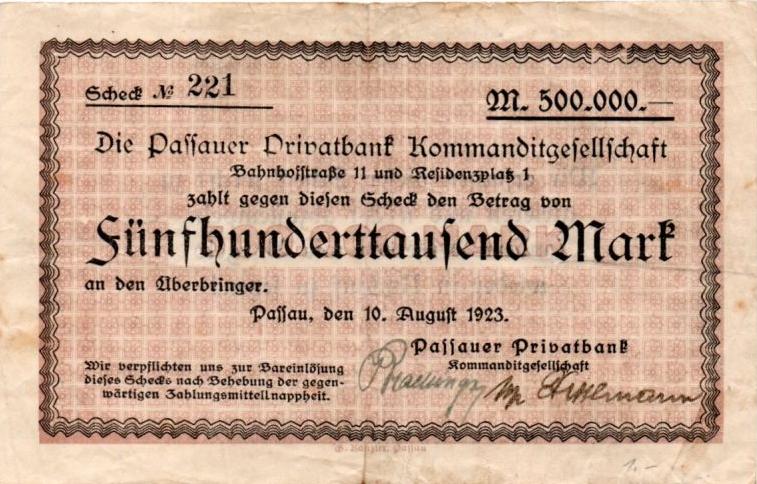 Scheck № 221
M. 500.000.—
Die Passauer Privatbank Kommanditgesellschaft
Bahnhofstraße 11 und Residenzplatz 1
zahlt gegen diesen Scheck den Betrag von
Fünfhunderttausend Mark
an den Überbringer.
Passau, den 10. August 1923.
Passauer Privatbank
Kommanditgesellschaft
Wir verpflichten uns zur Bareinlösung
dieses Schecks nach Behebung der gegen-
wärtigen Zahlungsmittelknappheit.
Passau
1.-